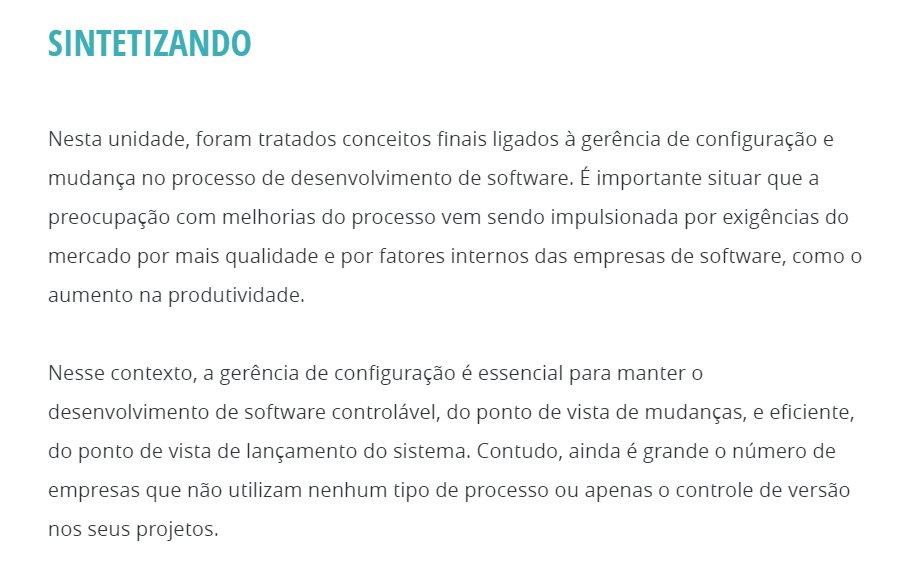 SINTETIZANDO
Nesta unidade, foram tratados conceitos finais ligados à gerência de configuração e
mudança no processo de desenvolvimento de software. É importante situar que a
preocupação com melhorias do processo vem sendo impulsionada por exigências do
mercado por mais qualidade e por fatores internos das empresas de software, como o
aumento na produtividade.
Nesse contexto, a gerência de configuração é essencial para manter o
desenvolvimento de software controlável, do ponto de vista de mudanças, e eficiente,
do ponto de vista de lançamento do sistema. Contudo, ainda é grande o número de
empresas que não utilizam nenhum tipo de processo ou apenas o controle de versão
nos seus projetos.